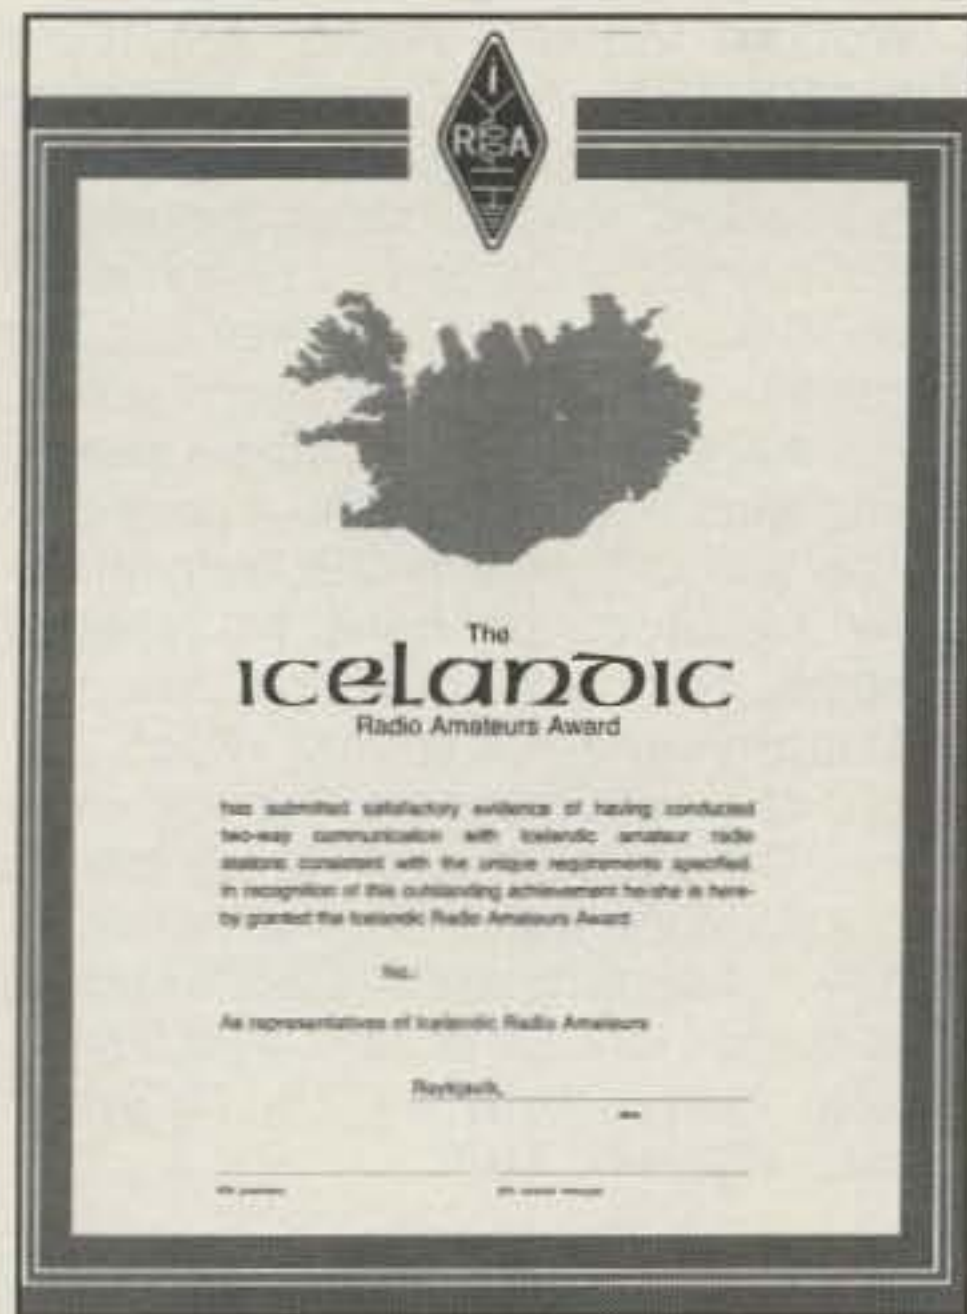 I
R A
The
Icelandic
Radio Amateurs Award
has submitted satisfactory evidence of having conducted
two-way communication with Icelandic amateur radio
stations consistent with the unique requirements specified.
In recognition of this outstanding achievement he/she is here-
by granted the Icelandic Radio Amateurs Award
No.:
As representatives of Icelandic Radio Amateurs
Reykjavík,
date